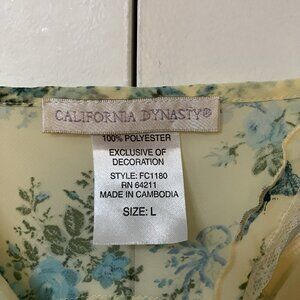 CALIFORNIA DYNASTY®
100% POLYESTER
EXCLUSIVE OF
DECORATION
STYLE: FC1180
RN 64211
MADE IN CAMBODIA
SIZE: L